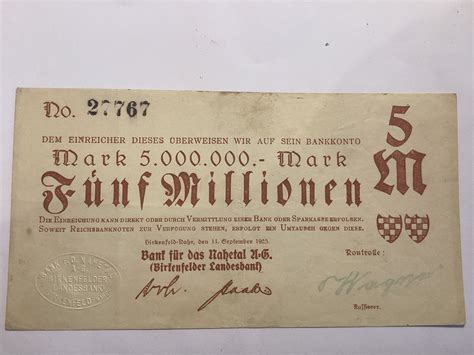 No. 27767
DEM EINREICHER DIESES ÜBERWEISEN WIR AUF SEIN BANKKONTO
Mark 5.000.000.- Mark
Fünf Millionen
5
M
DIE EINREICHUNG KANN DIREKT ODER DURCH VERMITTLUNG EINER BANK ODER SPARKASSE ERFOLGEN.
SOWEIT REICHSBANKNOTEN ZUR VERFÜGUNG STEHEN, ERFOLGT EIN UMTAUSCH GEGEN DIESE.
Birkenfeld-Nahe, den 11. September 1923.
Bank für das Nahetal A-G.
(Birkenfelder Landesbank)
Kontrolle:
BIRKENFELDER
LANDESBANK